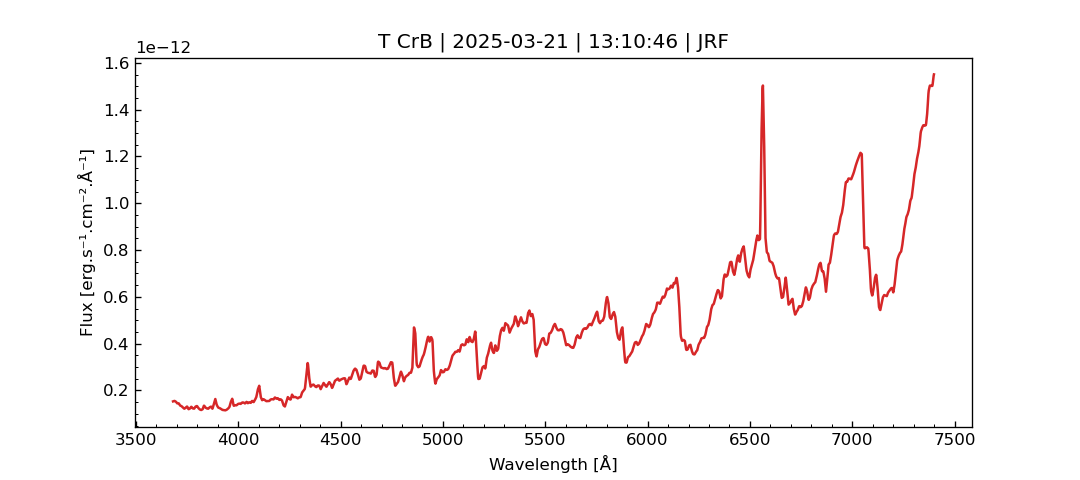 T CrB | 2025-03-21 | 13:10:46 | JRF
1e−12
1.6
1.4
1.2
1.0
0.8
0.6
0.4
0.2
Flux [erg.s⁻¹.cm⁻².Å⁻¹]
3500 4000 4500 5000 5500 6000 6500 7000 7500
Wavelength [Å]